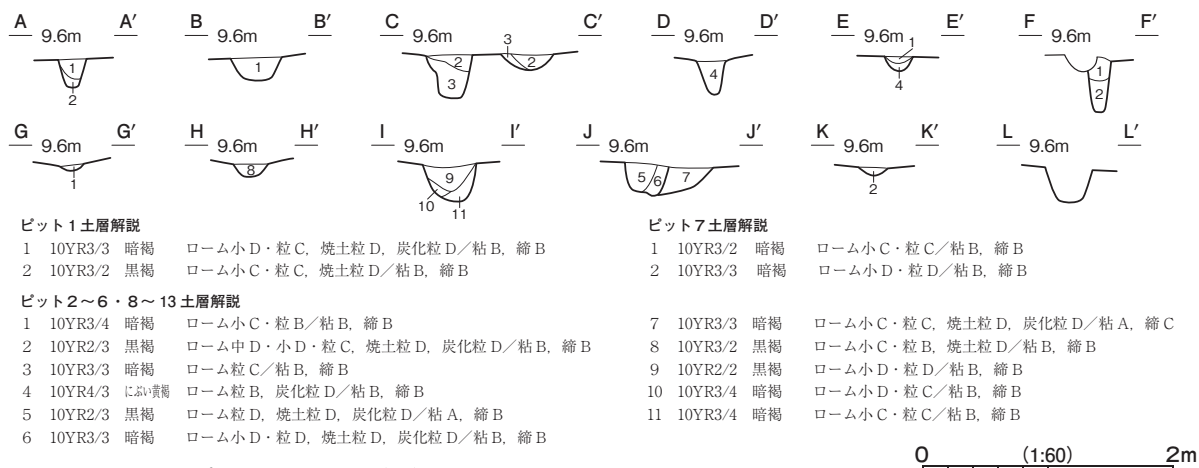 A A′ B B′ C C′ D D′ E E′ F F′
9.6m 9.6m 9.6m 9.6m 9.6m 9.6m
1 2 1 2 3 3 2 4 1 4 1 2
G G′ H H′ I I′ J J′ K K′ L L′
9.6m 9.6m 9.6m 9.6m 9.6m 9.6m
1 8 9 10 11 5 6 7 2
ピット1土層解説
1 10YR3/3 暗褐 ローム小D・粒C，焼土粒D，炭化粒D／粘B，締B
2 10YR3/2 黒褐 ローム小C・粒C，焼土粒D／粘B，締B
ピット7土層解説
1 10YR3/2 暗褐 ローム小C・粒C／粘B，締B
2 10YR3/3 暗褐 ローム小D・粒D／粘B，締B
ピット2～6・8～13土層解説
1 10YR3/4 暗褐 ローム小C・粒B／粘B，締B
2 10YR2/3 黒褐 ローム中D・小D・粒C，焼土粒D，炭化粒D／粘B，締B
3 10YR3/3 暗褐 ローム粒C／粘B，締B
4 10YR4/3 にぶい黄褐 ローム粒B，炭化粒D／粘B，締B
5 10YR2/3 黒褐 ローム粒D，焼土粒D，炭化粒D／粘A，締B
6 10YR3/3 暗褐 ローム小D・粒D，焼土粒D，炭化粒D／粘B，締B
7 10YR3/3 暗褐 ローム小C・粒C，焼土粒D，炭化粒D／粘A，締C
8 10YR3/2 黒褐 ローム小C・粒B，焼土粒D／粘B，締B
9 10YR2/2 黒褐 ローム小D・粒D／粘B，締B
10 10YR3/4 暗褐 ローム小D・粒C／粘B，締B
11 10YR3/4 暗褐 ローム小C・粒C／粘B，締B
0 (1:60) 2m